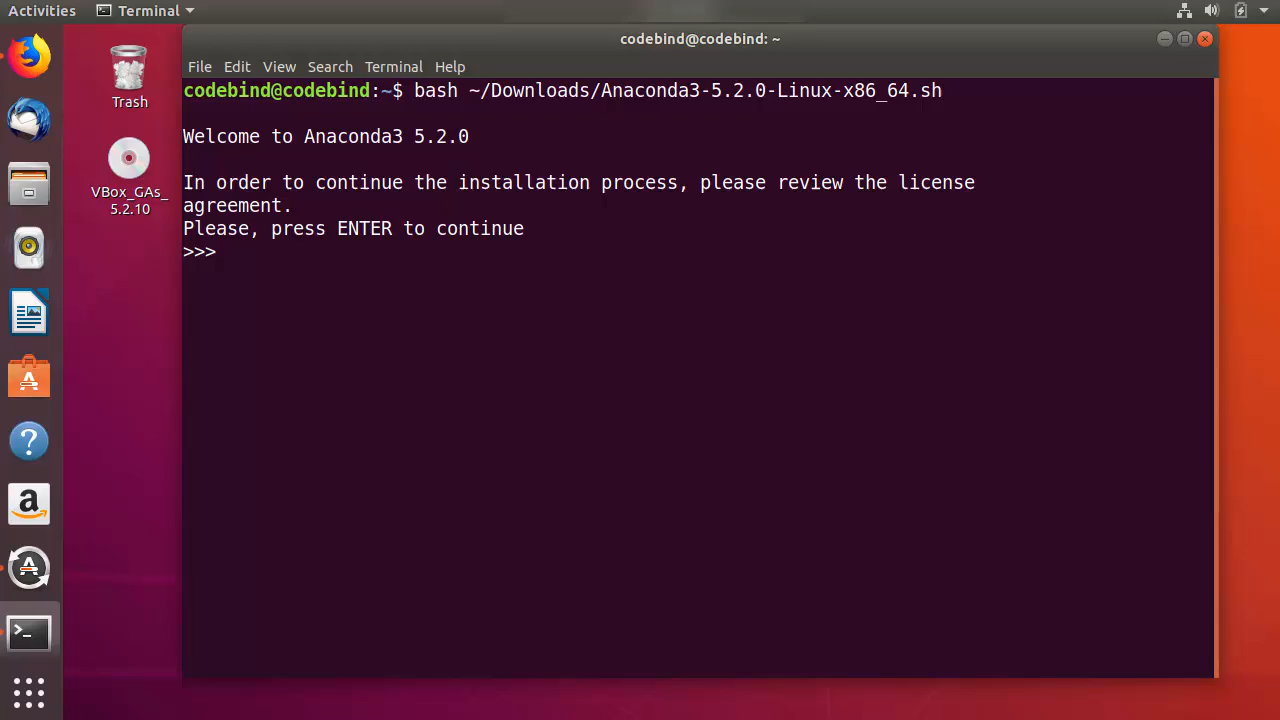 Activities Terminal
codebind@codebind: ~
File Edit View Search Terminal Help
codebind@codebind:~$ bash ~/Downloads/Anaconda3-5.2.0-Linux-x86_64.sh
Welcome to Anaconda3 5.2.0
In order to continue the installation process, please review the license
agreement.
Please, press ENTER to continue
>>>
Trash
VBox_GAs_
5.2.10